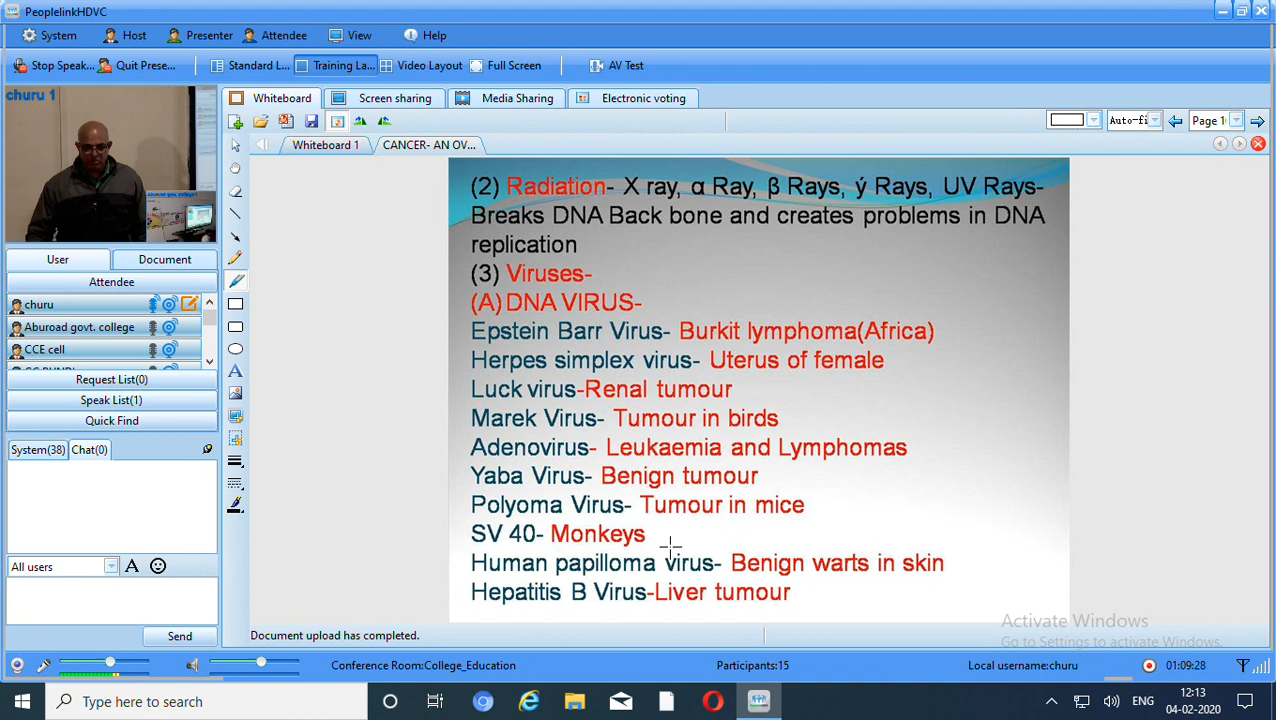 PeoplelinkHDVC
System Host Presenter Attendee View Help
Stop Speak... Quit Prese... Standard L... Training La... Video Layout Full Screen AV Test
churu 1
Whiteboard Screen sharing Media Sharing Electronic voting
Auto-fi Page 1
Whiteboard 1 CANCER- AN OV...
(2) Radiation- X ray, α Ray, β Rays, ý Rays, UV Rays-
Breaks DNA Back bone and creates problems in DNA
replication
(3) Viruses-
(A) DNA VIRUS-
Epstein Barr Virus- Burkit lymphoma(Africa)
Herpes simplex virus- Uterus of female
Luck virus-Renal tumour
Marek Virus- Tumour in birds
Adenovirus- Leukaemia and Lymphomas
Yaba Virus- Benign tumour
Polyoma Virus- Tumour in mice
SV 40- Monkeys
Human papilloma virus- Benign warts in skin
Hepatitis B Virus-Liver tumour
User Document
Attendee
churu
Aburoad govt. college
CCE cell
Request List(0)
Speak List(1)
Quick Find
System(38) Chat(0)
All users A
Send
Document upload has completed.
Activate Windows
Go to Settings to activate Windows.
Conference Room:College_Education Participants:15 Local username:churu 01:09:28
Type here to search
ENG 12:13
04-02-2020